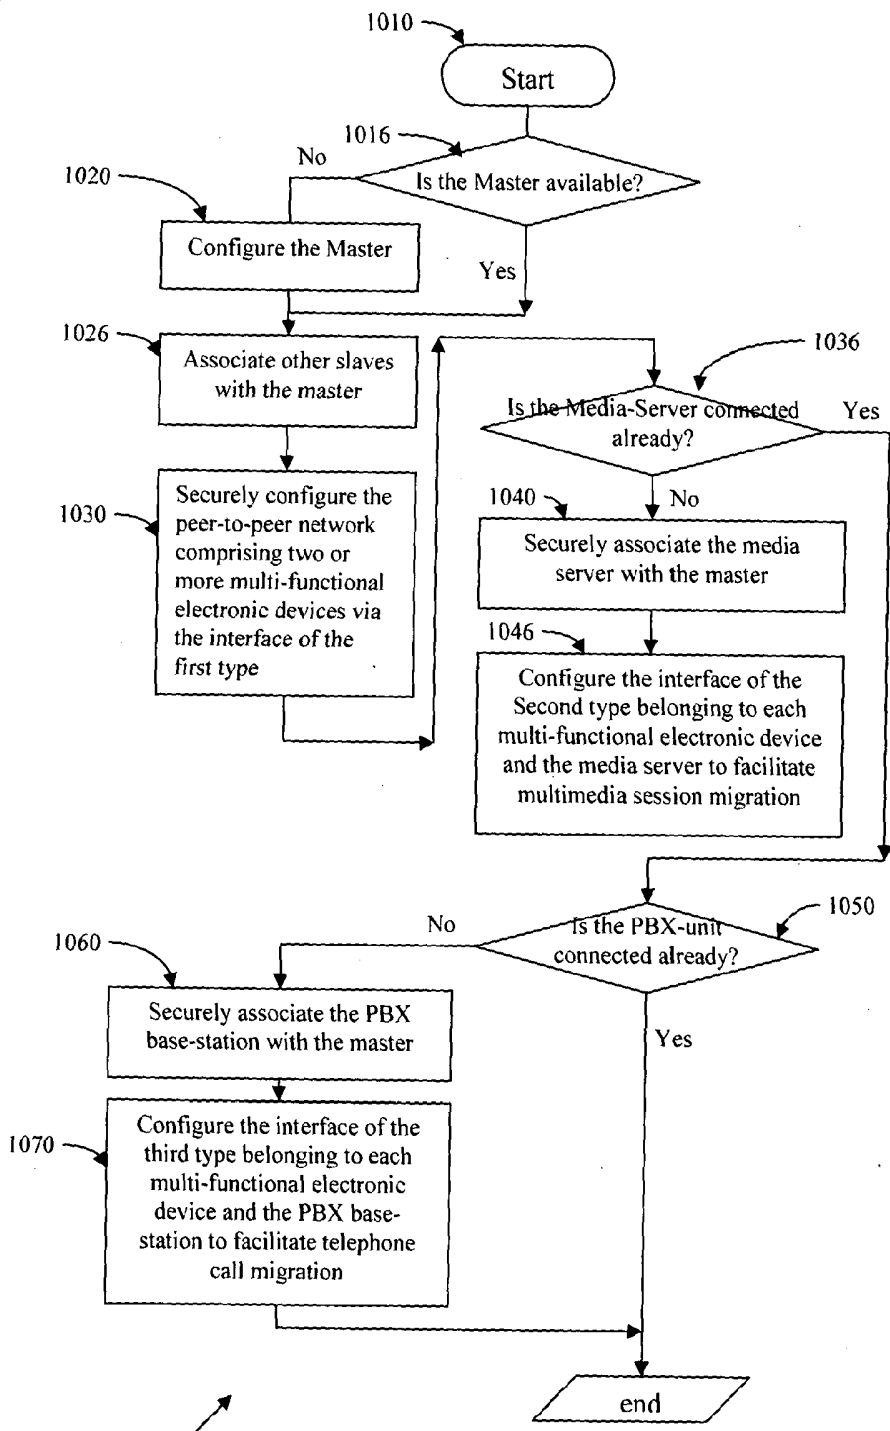 1010
Start
1016
No
Is the Master available?
1020
Configure the Master
Yes
1026
Associate other slaves
with the master
1036
Is the Media-Server connected
already?
Yes
1030
Securely configure the
peer-to-peer network
comprising two or
more multi-functional
electronic devices via
the interface of the
first type
No
1040
Securely associate the media
server with the master
1046
Configure the interface of the
Second type belonging to each
multi-functional electronic device
and the media server to facilitate
multimedia session migration
1050
Is the PBX-unit
connected already?
No
Yes
1060
Securely associate the PBX
base-station with the master
1070
Configure the interface of the
third type belonging to each
multi-functional electronic
device and the PBX base-
station to facilitate telephone
call migration
end